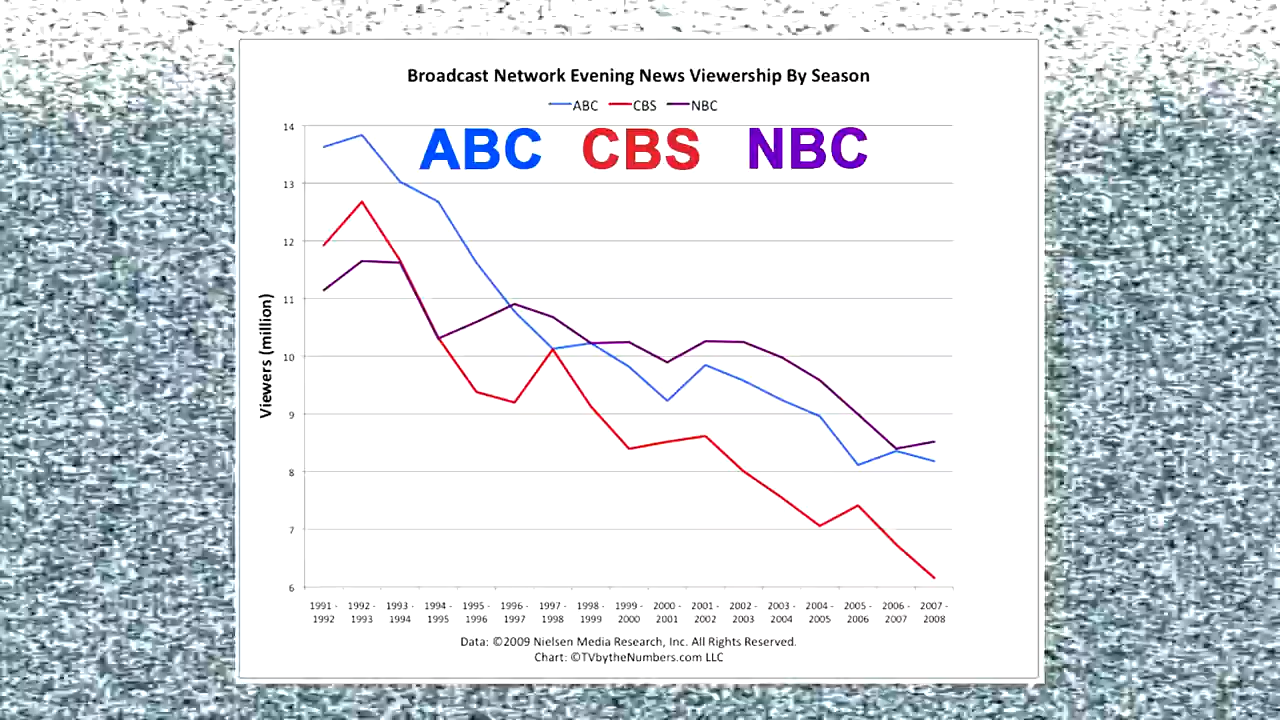 Broadcast Network Evening News Viewership By Season
ABC CBS NBC
ABC CBS NBC
14
13
12
11
10
9
8
7
6
Viewers (million)
1991 - 1992 - 1993 - 1994 - 1995 - 1996 - 1997 - 1998 - 1999 - 2000 - 2001 - 2002 - 2003 - 2004 - 2005 - 2006 - 2007 -
1992 1993 1994 1995 1996 1997 1998 1999 2000 2001 2002 2003 2004 2005 2006 2007 2008
Data: ©2009 Nielsen Media Research, Inc. All Rights Reserved.
Chart: ©TVbytheNumbers.com LLC